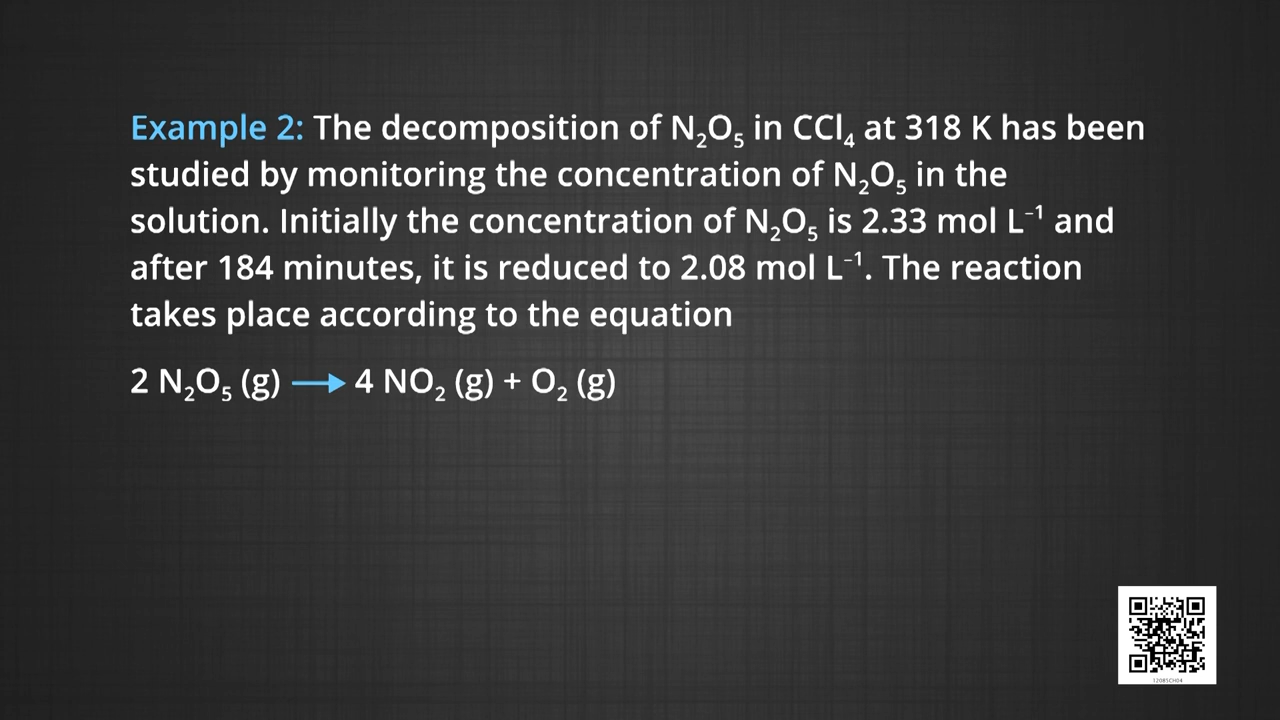 Example 2: The decomposition of N₂O₅ in CCl₄ at 318 K has been
studied by monitoring the concentration of N₂O₅ in the
solution. Initially the concentration of N₂O₅ is 2.33 mol L⁻¹ and
after 184 minutes, it is reduced to 2.08 mol L⁻¹. The reaction
takes place according to the equation
2 N₂O₅ (g) ⟶ 4 NO₂ (g) + O₂ (g)
12085CH04